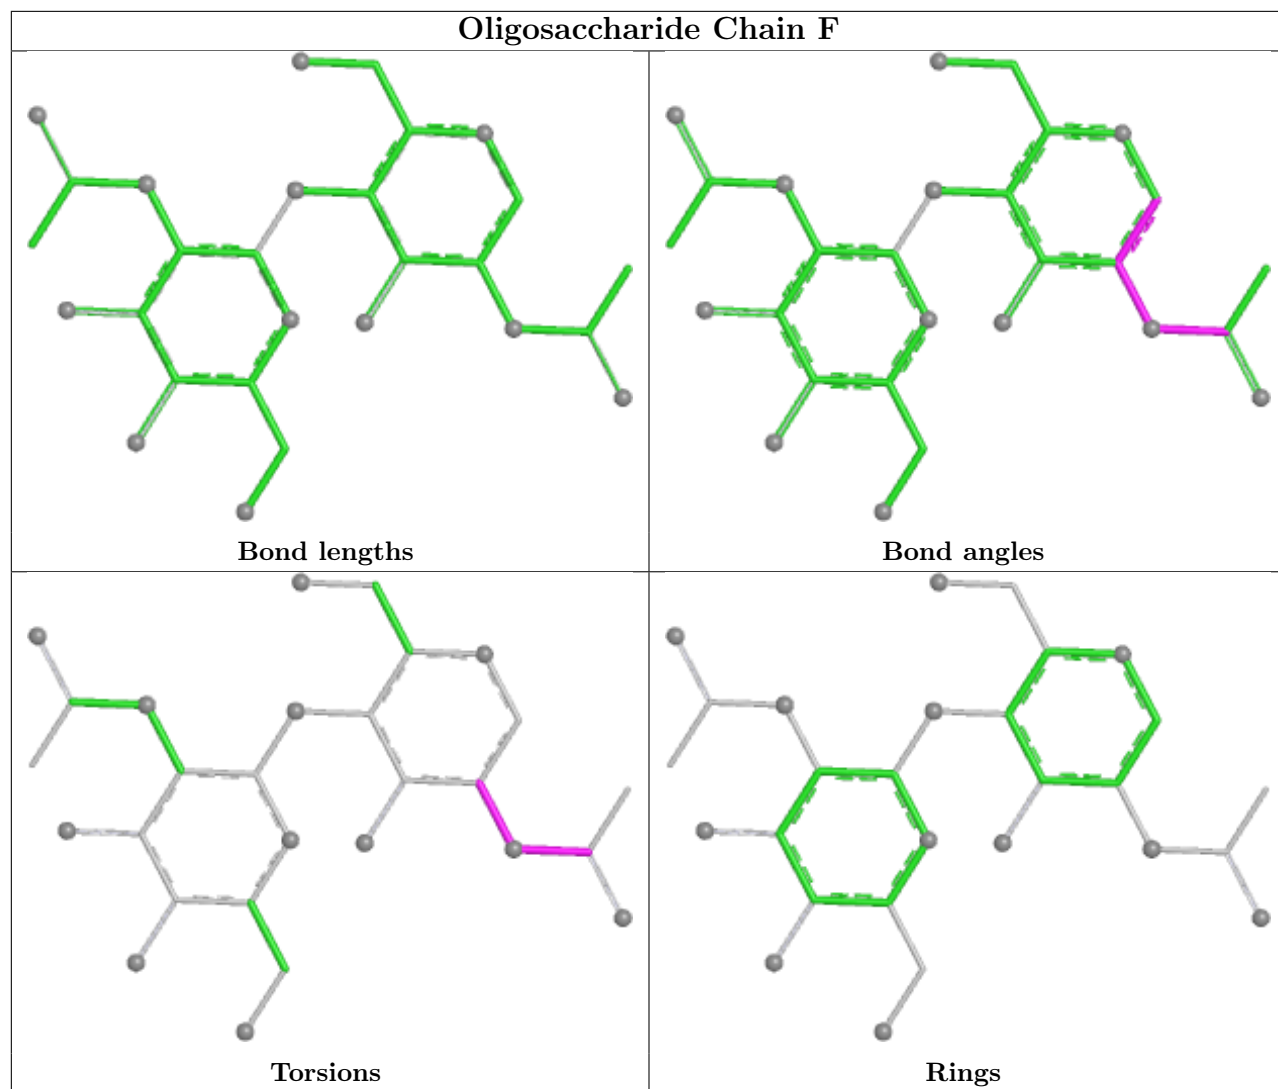 Oligosaccharide Chain F
Bond lengths
Bond angles
Torsions
Rings